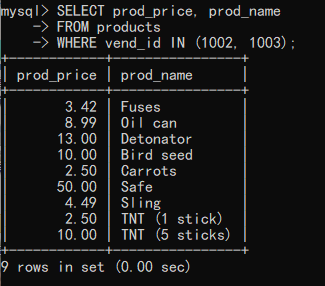 mysql> SELECT prod_price, prod_name
    -> FROM products
    -> WHERE vend_id IN (1002, 1003);
+------------+----------------+
| prod_price | prod_name      |
+------------+----------------+
|       3.42 | Fuses          |
|       8.99 | Oil can        |
|      13.00 | Detonator      |
|      10.00 | Bird seed      |
|       2.50 | Carrots        |
|      50.00 | Safe           |
|       4.49 | Sling          |
|       2.50 | TNT (1 stick)  |
|      10.00 | TNT (5 sticks) |
+------------+----------------+
9 rows in set (0.00 sec)